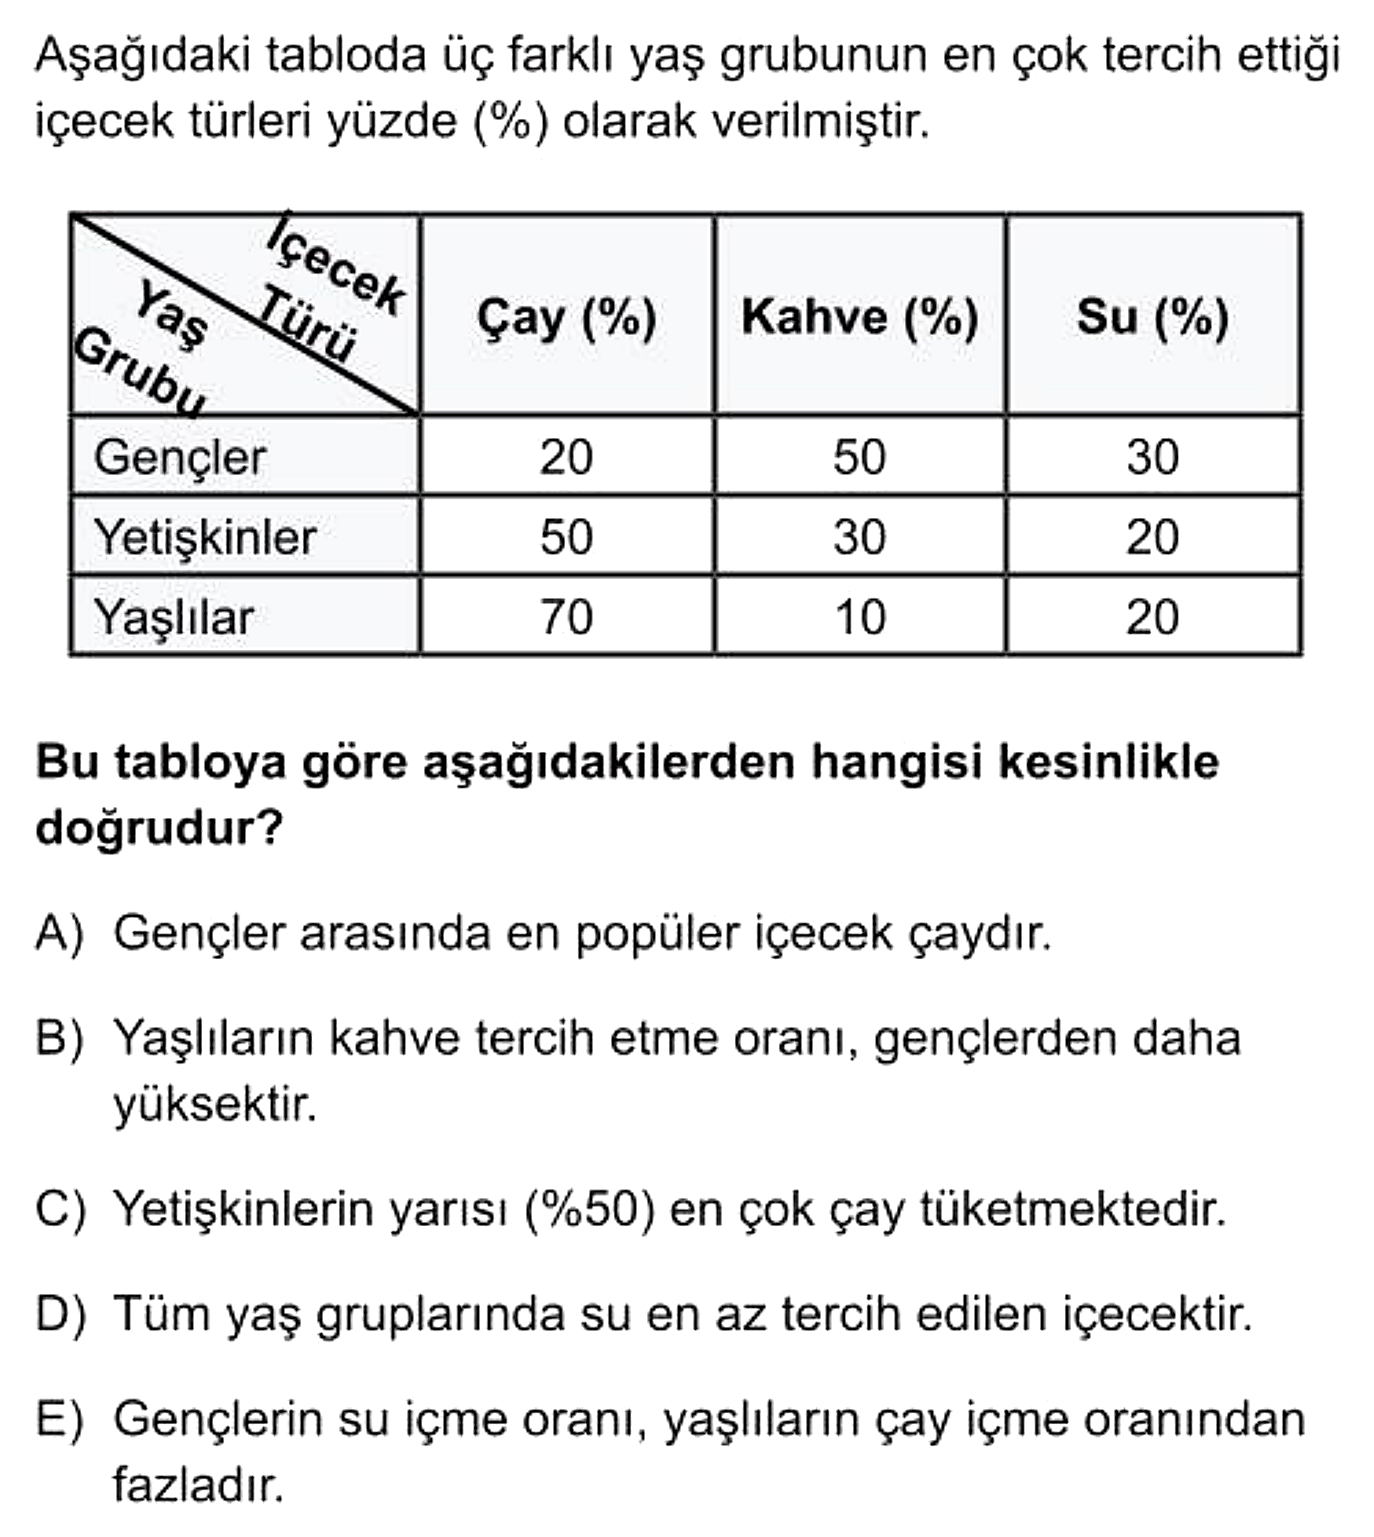 Aşağıdaki tabloda üç farklı yaş grubunun en çok tercih ettiği
içecek türleri yüzde (%) olarak verilmiştir.
İçecek
Türü
Yaş
Grubu
Çay (%)
Kahve (%)
Su (%)
Gençler 20 50 30
Yetişkinler 50 30 20
Yaşlılar 70 10 20
Bu tabloya göre aşağıdakilerden hangisi kesinlikle
doğrudur?
A) Gençler arasında en popüler içecek çaydır.
B) Yaşlıların kahve tercih etme oranı, gençlerden daha
yüksektir.
C) Yetişkinlerin yarısı (%50) en çok çay tüketmektedir.
D) Tüm yaş gruplarında su en az tercih edilen içecektir.
E) Gençlerin su içme oranı, yaşlıların çay içme oranından
fazladır.